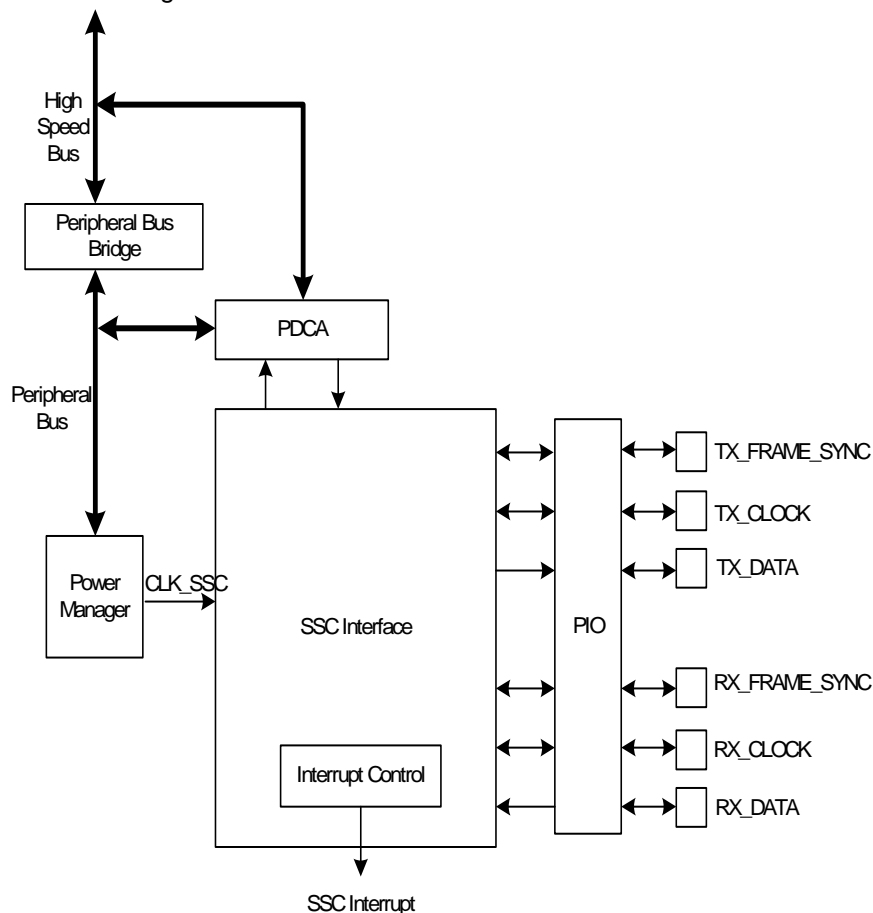 High
Speed
Bus
Peripheral Bus
Bridge
PDCA
Peripheral
Bus
TX_FRAME_SYNC
TX_CLOCK
TX_DATA
Power
Manager
CLK_SSC
SSC Interface
PIO
RX_FRAME_SYNC
RX_CLOCK
RX_DATA
Interrupt Control
SSC Interrupt